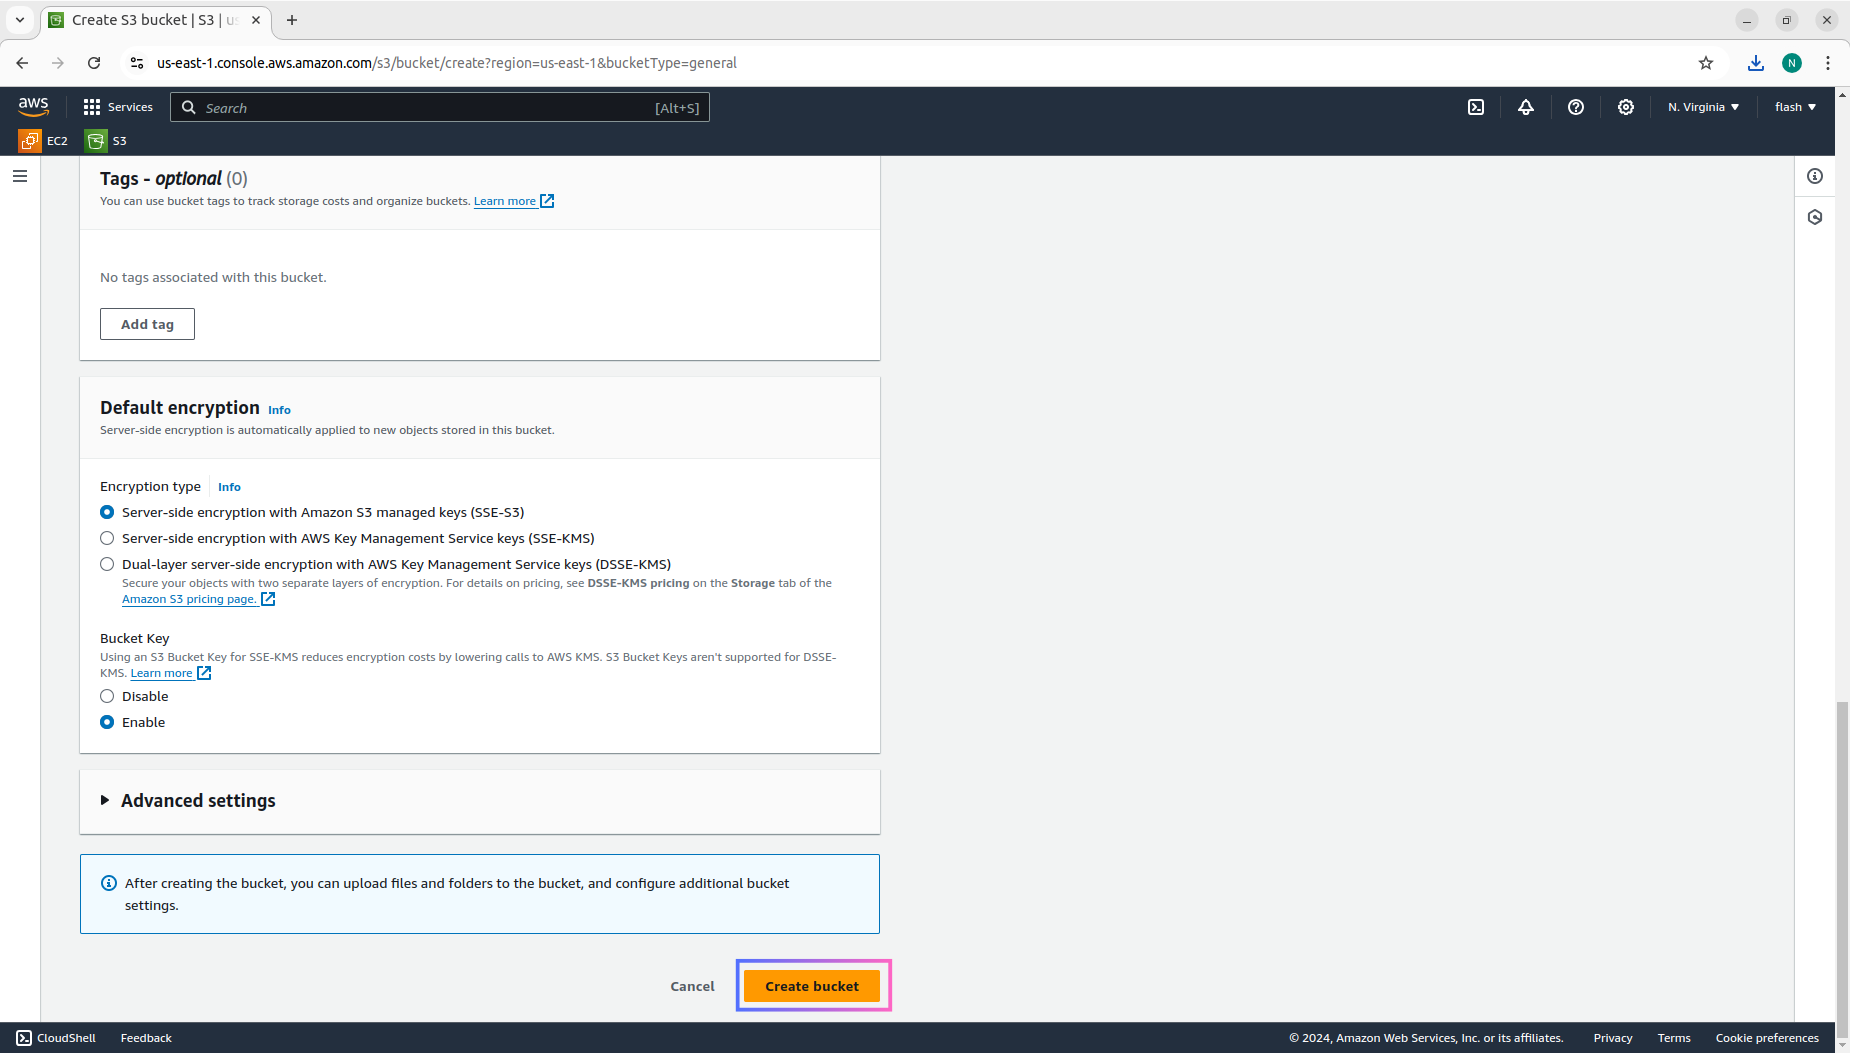 Create S3 bucket | S3 | us
us-east-1.console.aws.amazon.com/s3/bucket/create?region=us-east-1&bucketType=general
N
aws
Services
Search
[Alt+S]
N. Virginia
flash
EC2
S3
Tags - optional (0)
You can use bucket tags to track storage costs and organize buckets. Learn more
No tags associated with this bucket.
Add tag
Default encryption Info
Server-side encryption is automatically applied to new objects stored in this bucket.
Encryption type Info
Server-side encryption with Amazon S3 managed keys (SSE-S3)
Server-side encryption with AWS Key Management Service keys (SSE-KMS)
Dual-layer server-side encryption with AWS Key Management Service keys (DSSE-KMS)
Secure your objects with two separate layers of encryption. For details on pricing, see DSSE-KMS pricing on the Storage tab of the
Amazon S3 pricing page.
Bucket Key
Using an S3 Bucket Key for SSE-KMS reduces encryption costs by lowering calls to AWS KMS. S3 Bucket Keys aren't supported for DSSE-
KMS. Learn more
Disable
Enable
Advanced settings
After creating the bucket, you can upload files and folders to the bucket, and configure additional bucket
settings.
Cancel
Create bucket
CloudShell
Feedback
© 2024, Amazon Web Services, Inc. or its affiliates.
Privacy
Terms
Cookie preferences